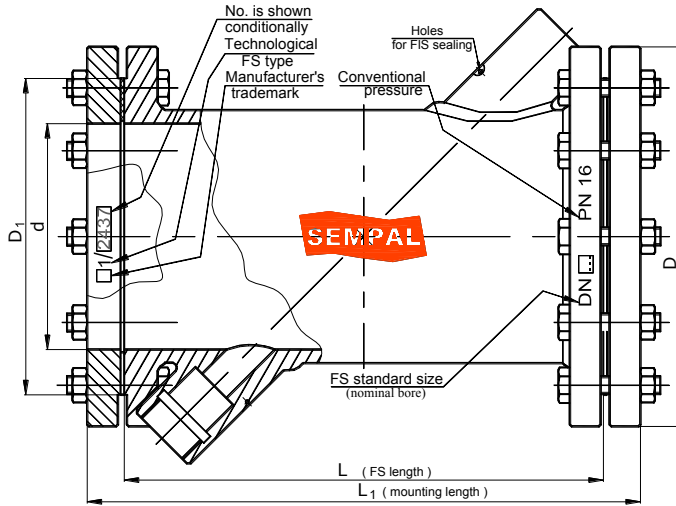 No. is shown
conditionally
Technological
FS type
Manufacturer's
trademark
Holes
for FIS sealing
Conventional
pressure
D1
d
1/2437
SEMPAL
PN 16
DN
D
FS standard size
(nominal bore)
L ( FS length )
L1 ( mounting length )